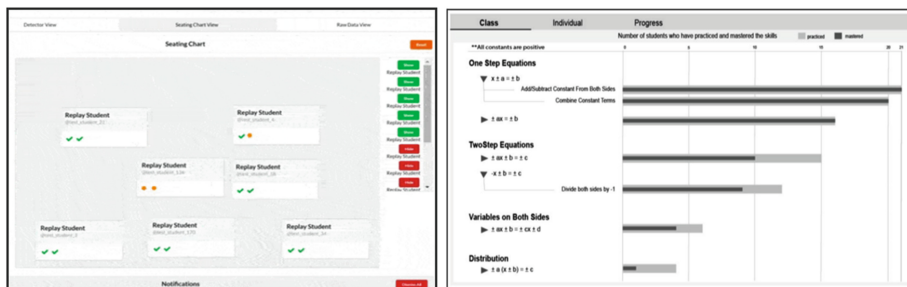 Detector View
Seating Chart View
Raw Data View
Seating Chart
Reset
Show
Replay Student
Show
Replay Student
Show
Replay Student
Show
Replay Student
Show
Replay Student
Hide
Replay Student
Hide
Replay Student
Hide
Replay Student
Replay Student
Replay Student
Replay Student
Replay Student
Replay Student
Replay Student
Replay Student
Notifications
Class
Individual
Progress
Number of students who have practiced and mastered the skills
practiced
mastered
**All constants are positive
0
5
10
15
20
21
One Step Equations
x ± a = ± b
Add/Subtract Constant From Both Sides
Combine Constant Terms
± ax = ± b
TwoStep Equations
± ax ± b = ± c
-x ± b = ± c
Divide both sides by -1
Variables on Both Sides
± ax ± b = ± cx ± d
Distribution
± a (x ± b) = ± c